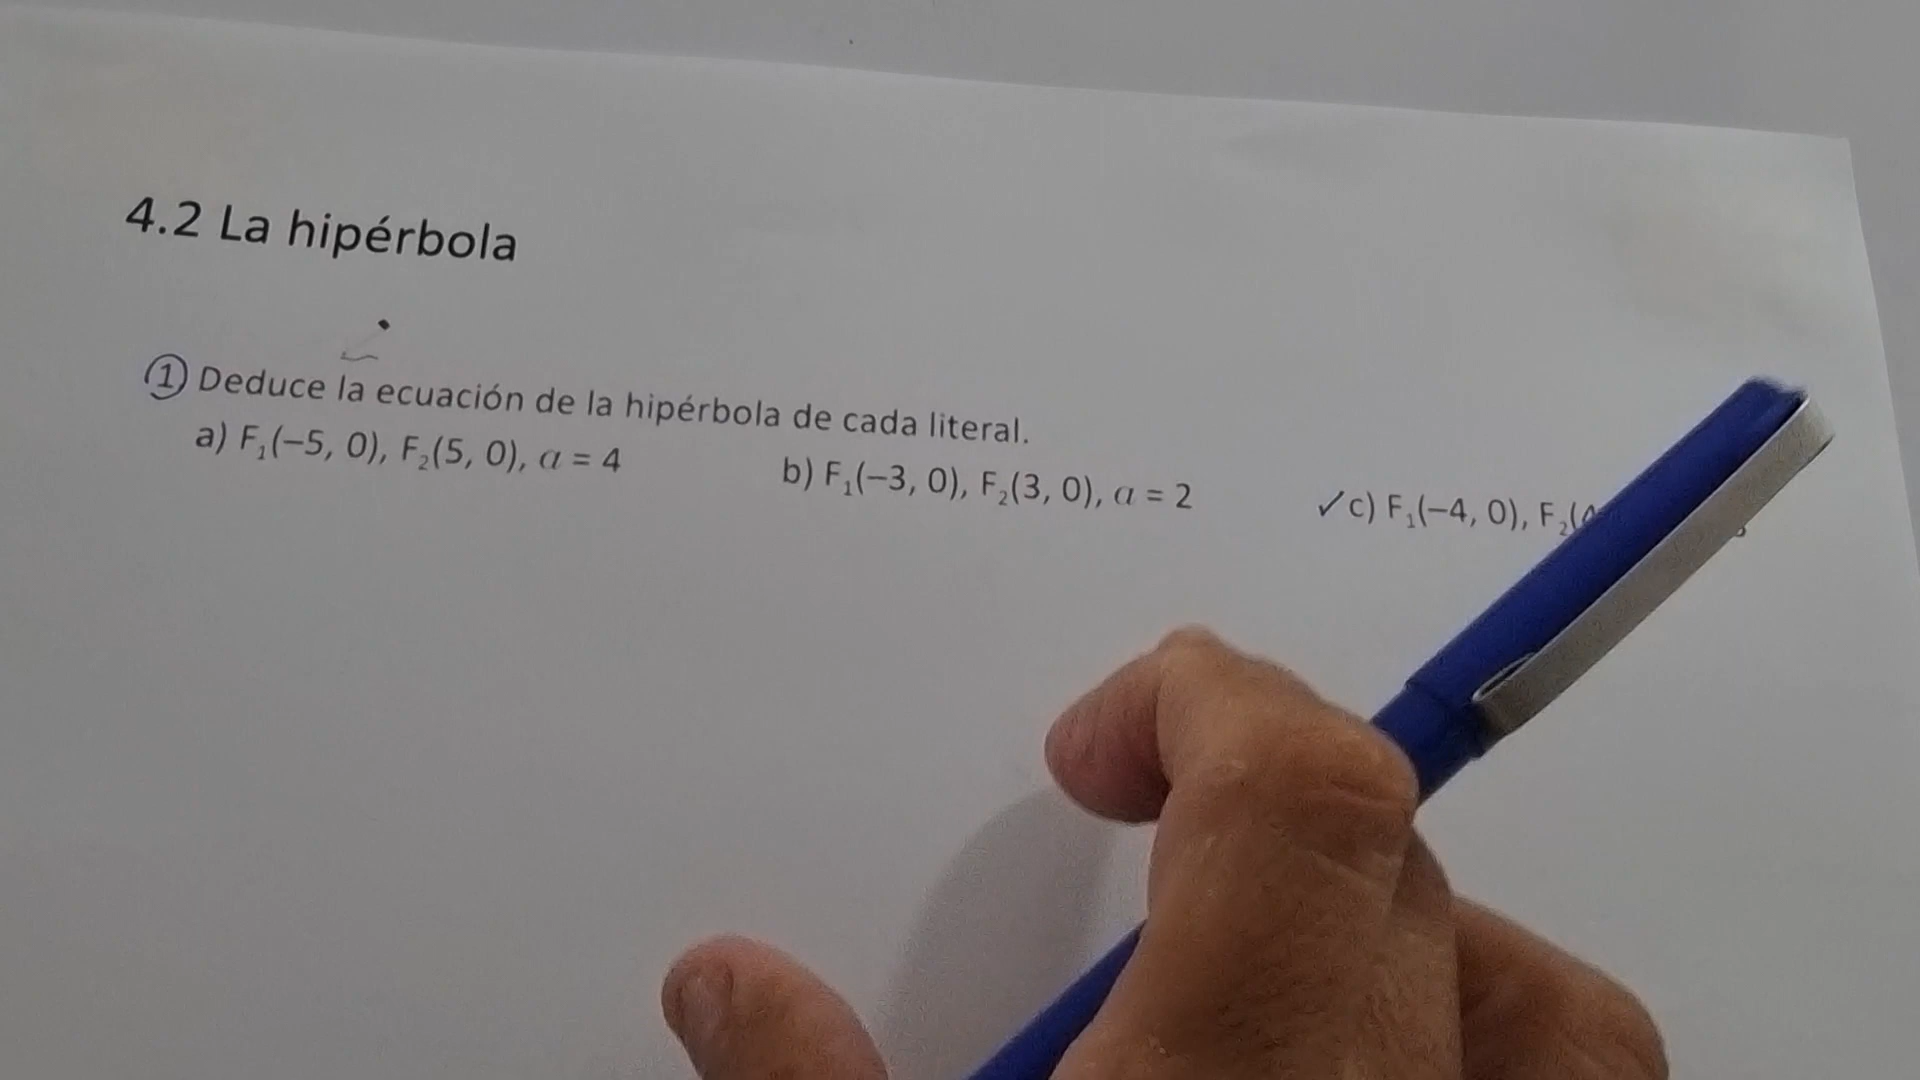 4.2 La hipérbola
① Deduce la ecuación de la hipérbola de cada literal.
a) F₁(−5, 0), F₂(5, 0), a = 4
b) F₁(−3, 0), F₂(3, 0), a = 2
✓ c) F₁(−4, 0), F₂(